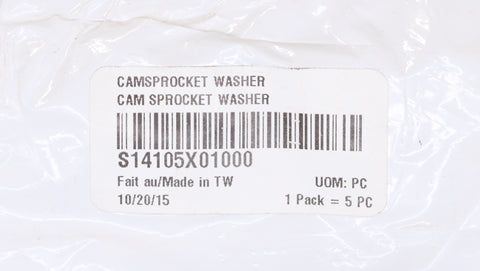 CAMSPROCKET WASHER
CAM SPROCKET WASHER
S14105X01000
Fait au/Made in TW UOM: PC
10/20/15 1 Pack = 5 PC